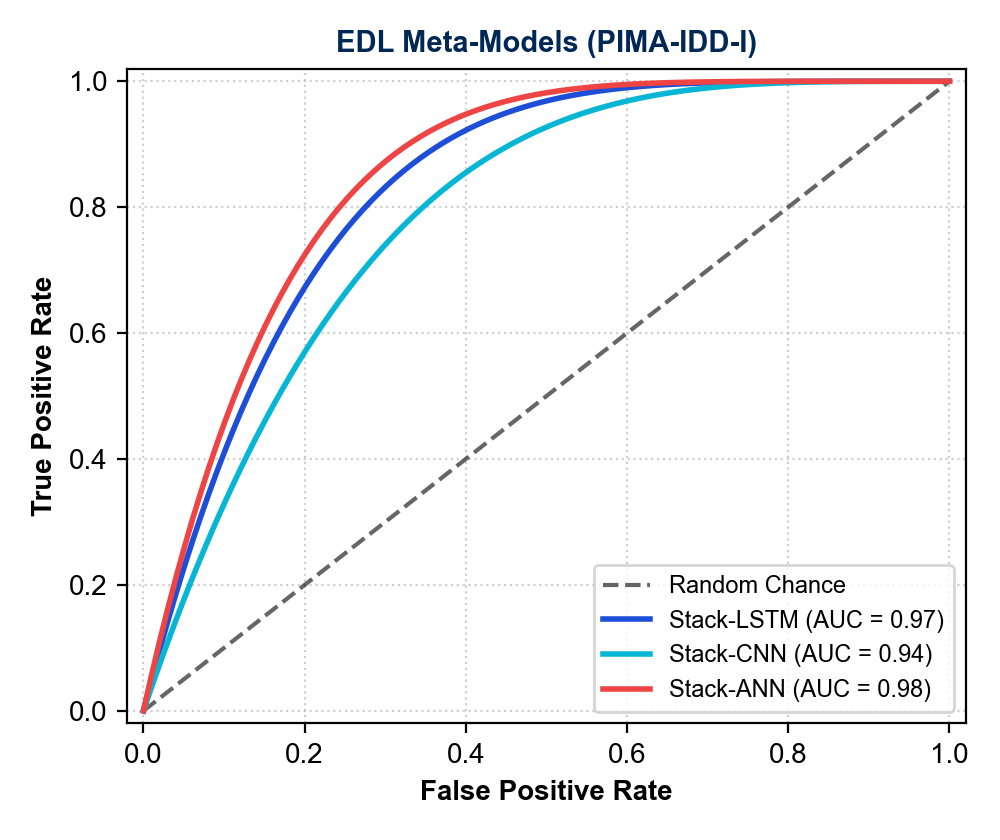 EDL Meta-Models (PIMA-IDD-I)
True Positive Rate
1.0
0.8
0.6
0.4
0.2
0.0
0.0 0.2 0.4 0.6 0.8 1.0
False Positive Rate
Random Chance
Stack-LSTM (AUC = 0.97)
Stack-CNN (AUC = 0.94)
Stack-ANN (AUC = 0.98)